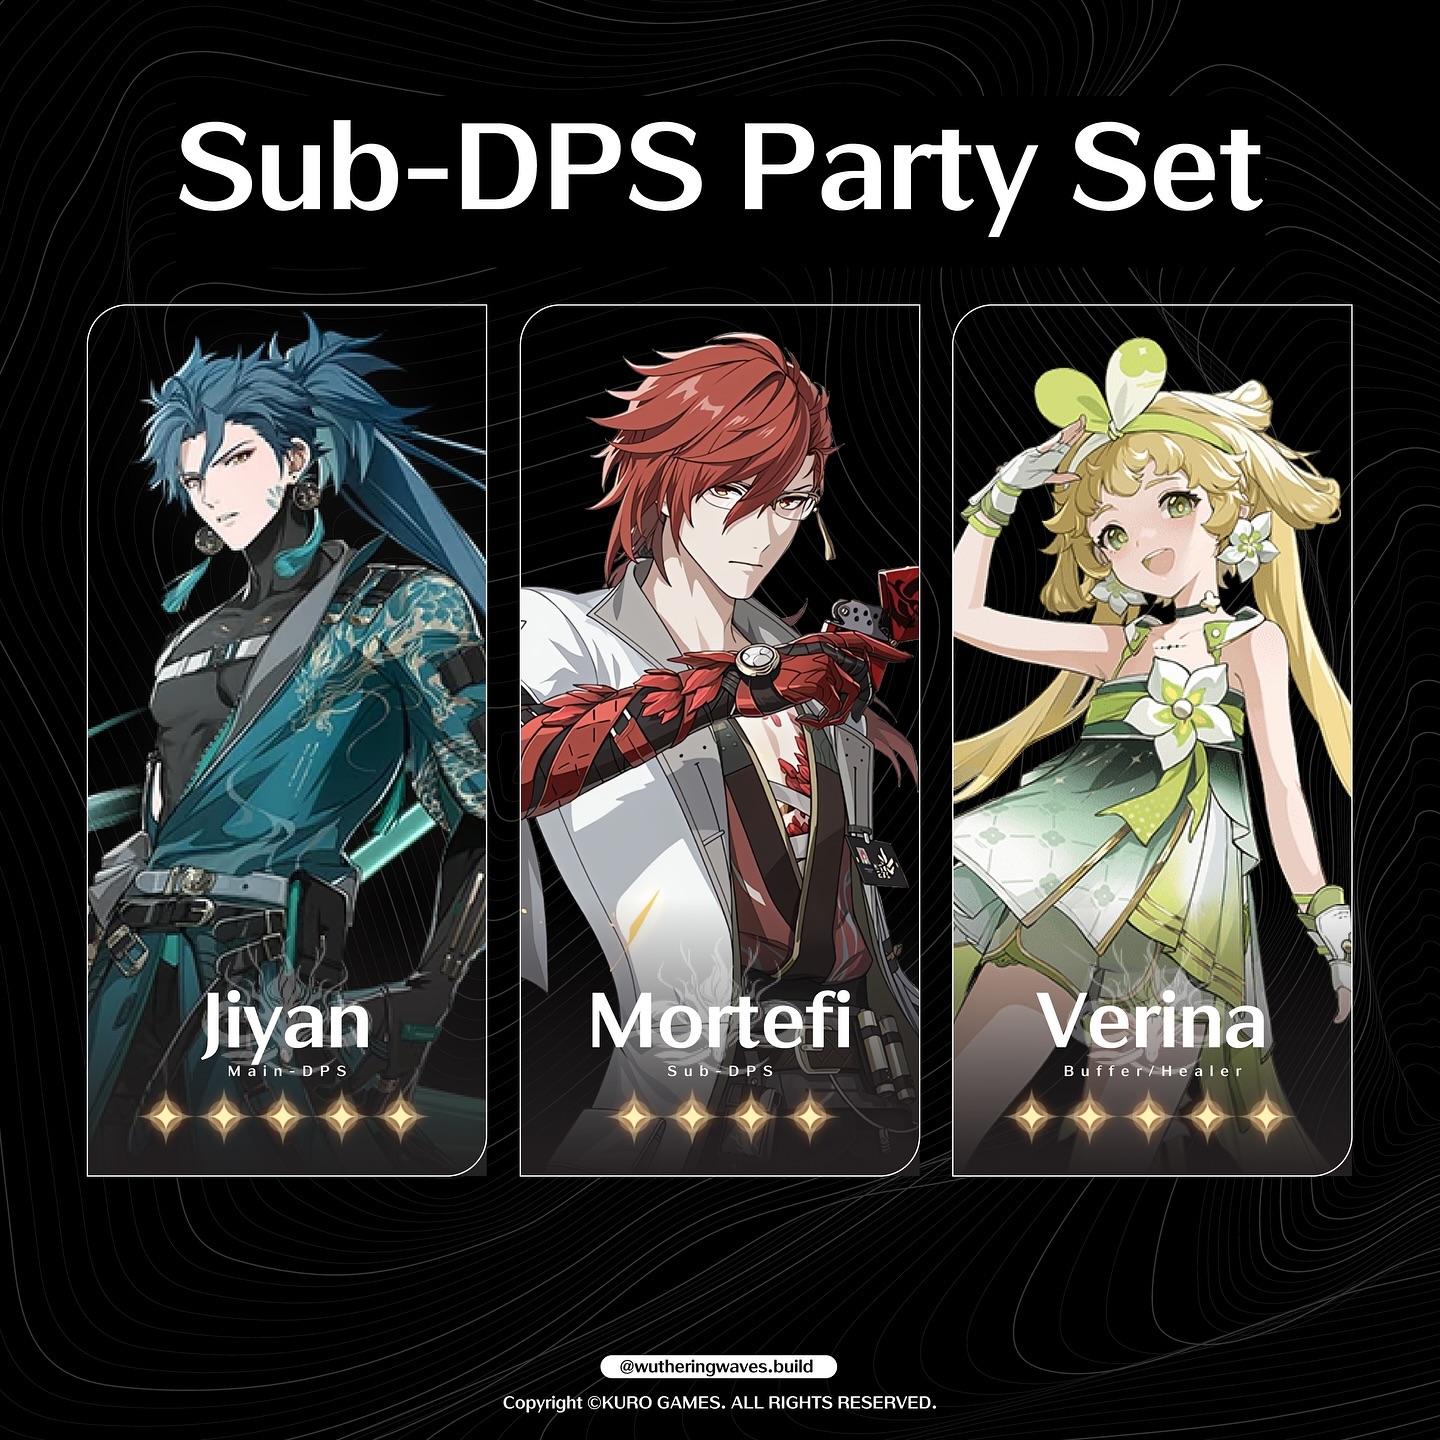 Sub-DPS Party Set
Jiyan
Main-DPS
Mortefi
Sub-DPS
Verina
Buffer/Healer
@wutheringwaves.build
Copyright ©KURO GAMES. ALL RIGHTS RESERVED.